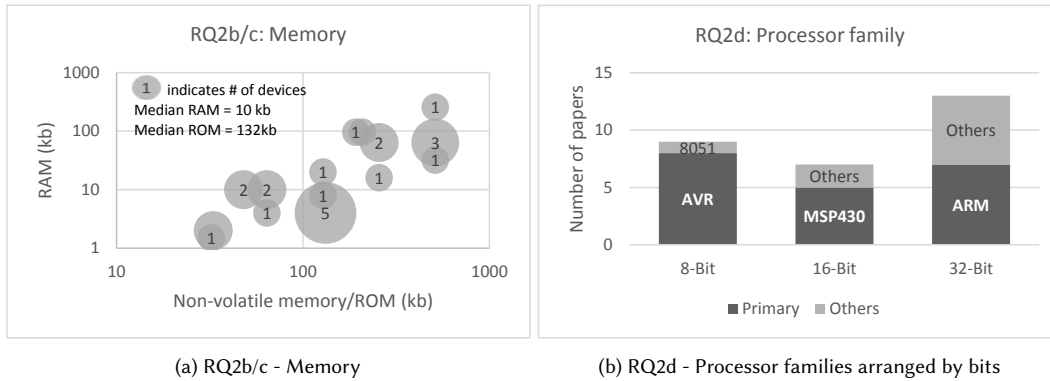 RQ2b/c: Memory
1000
100
10
1
RAM (kb)
1 indicates # of devices
Median RAM = 10 kb
Median ROM = 132kb
1
1
2
3
1
1
1
2
2
1
1
5
1
10
100
1000
Non-volatile memory/ROM (kb)
(a) RQ2b/c - Memory
RQ2d: Processor family
15
10
5
0
Number of papers
8051
AVR
Others
MSP430
Others
ARM
8-Bit
16-Bit
32-Bit
Primary
Others
(b) RQ2d - Processor families arranged by bits